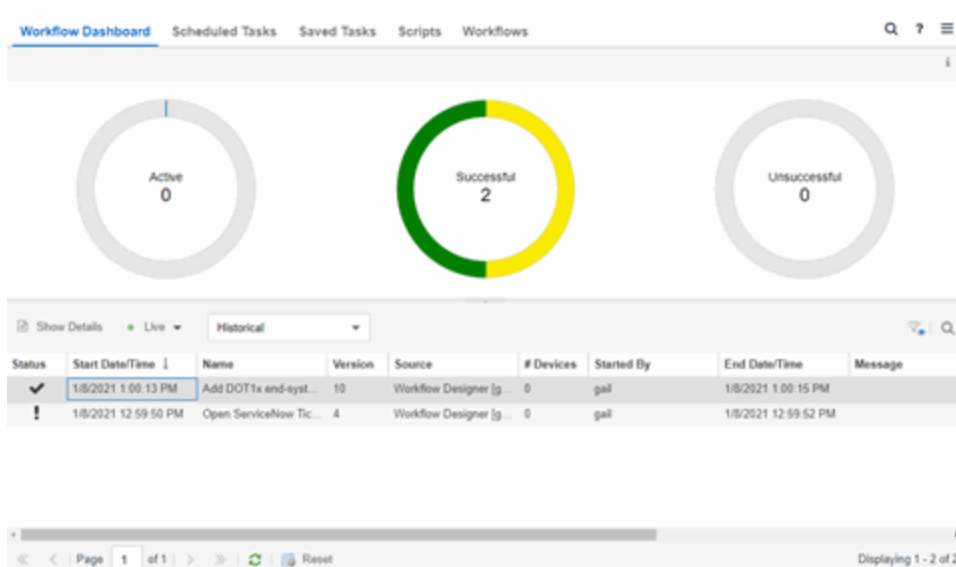 Workflow Dashboard Scheduled Tasks Saved Tasks Scripts Workflows ?
i
Active
0
Successful
2
Unsuccessful
0
Show Details Live Historical
Status Start Date/Time ↓ Name Version Source # Devices Started By End Date/Time Message
1/8/2021 1:00:13 PM Add DOT1x end-syst... 10 Workflow Designer [g... 0 gail 1/8/2021 1:00:15 PM
! 1/8/2021 12:59:50 PM Open ServiceNow Tic... 4 Workflow Designer [g... 0 gail 1/8/2021 12:59:52 PM
Page 1 of 1 Reset Displaying 1 - 2 of 2